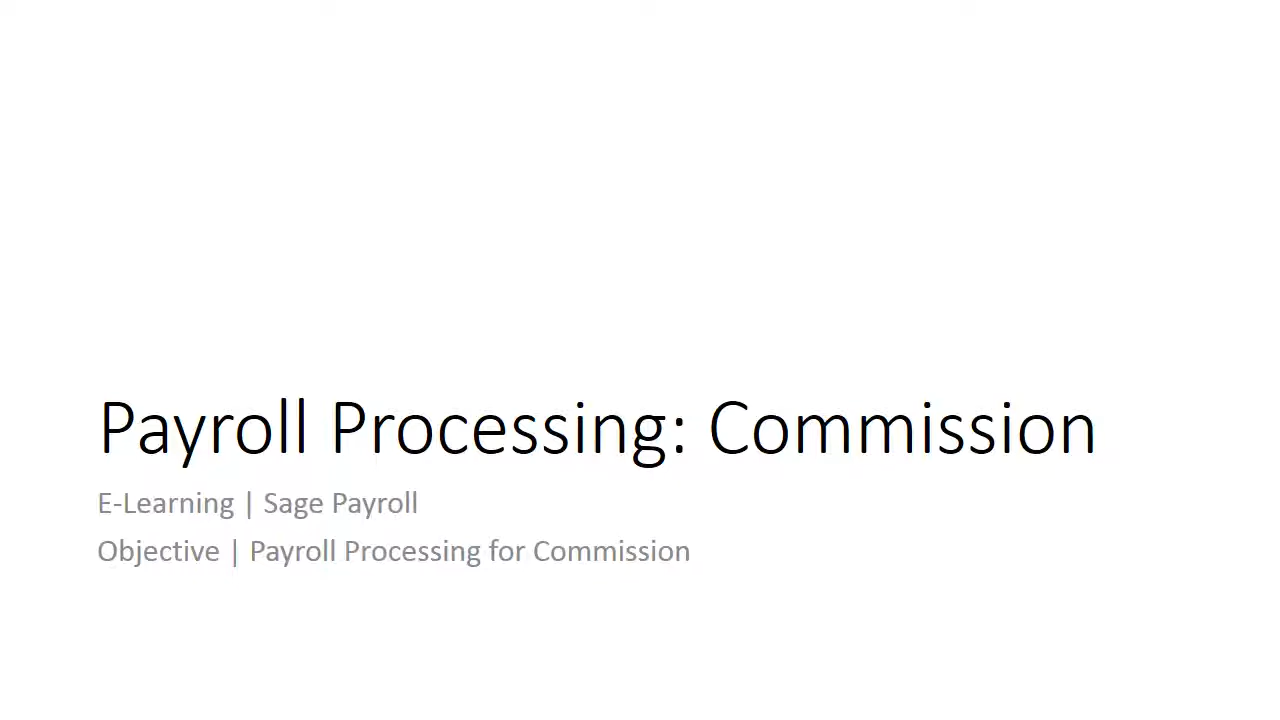 Payroll Processing: Commission
E-Learning | Sage Payroll
Objective | Payroll Processing for Commission